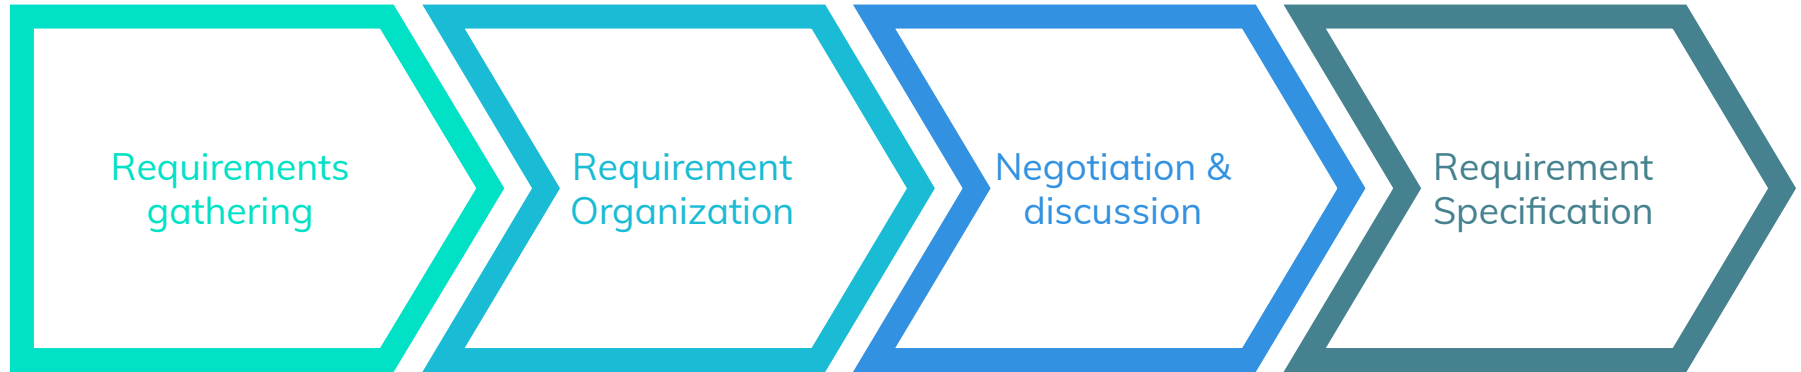 Requirements
gathering
Requirement
Organization
Negotiation &
discussion
Requirement
Specification